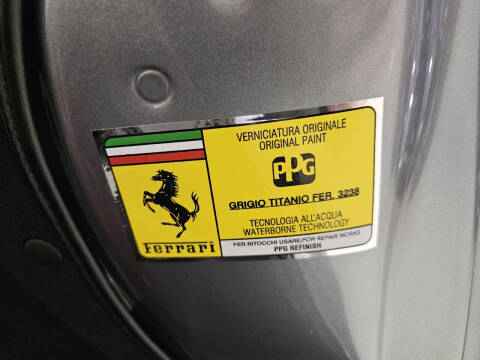 VERNICIATURA ORIGINALE
ORIGINAL PAINT
PPG
GRIGIO TITANIO FER. 3238
TECNOLOGIA ALL'ACQUA
WATERBORNE TECHNOLOGY
Ferrari
PER RITOCCHI USARE/FOR REPAIR WORKS
PPG REFINISH